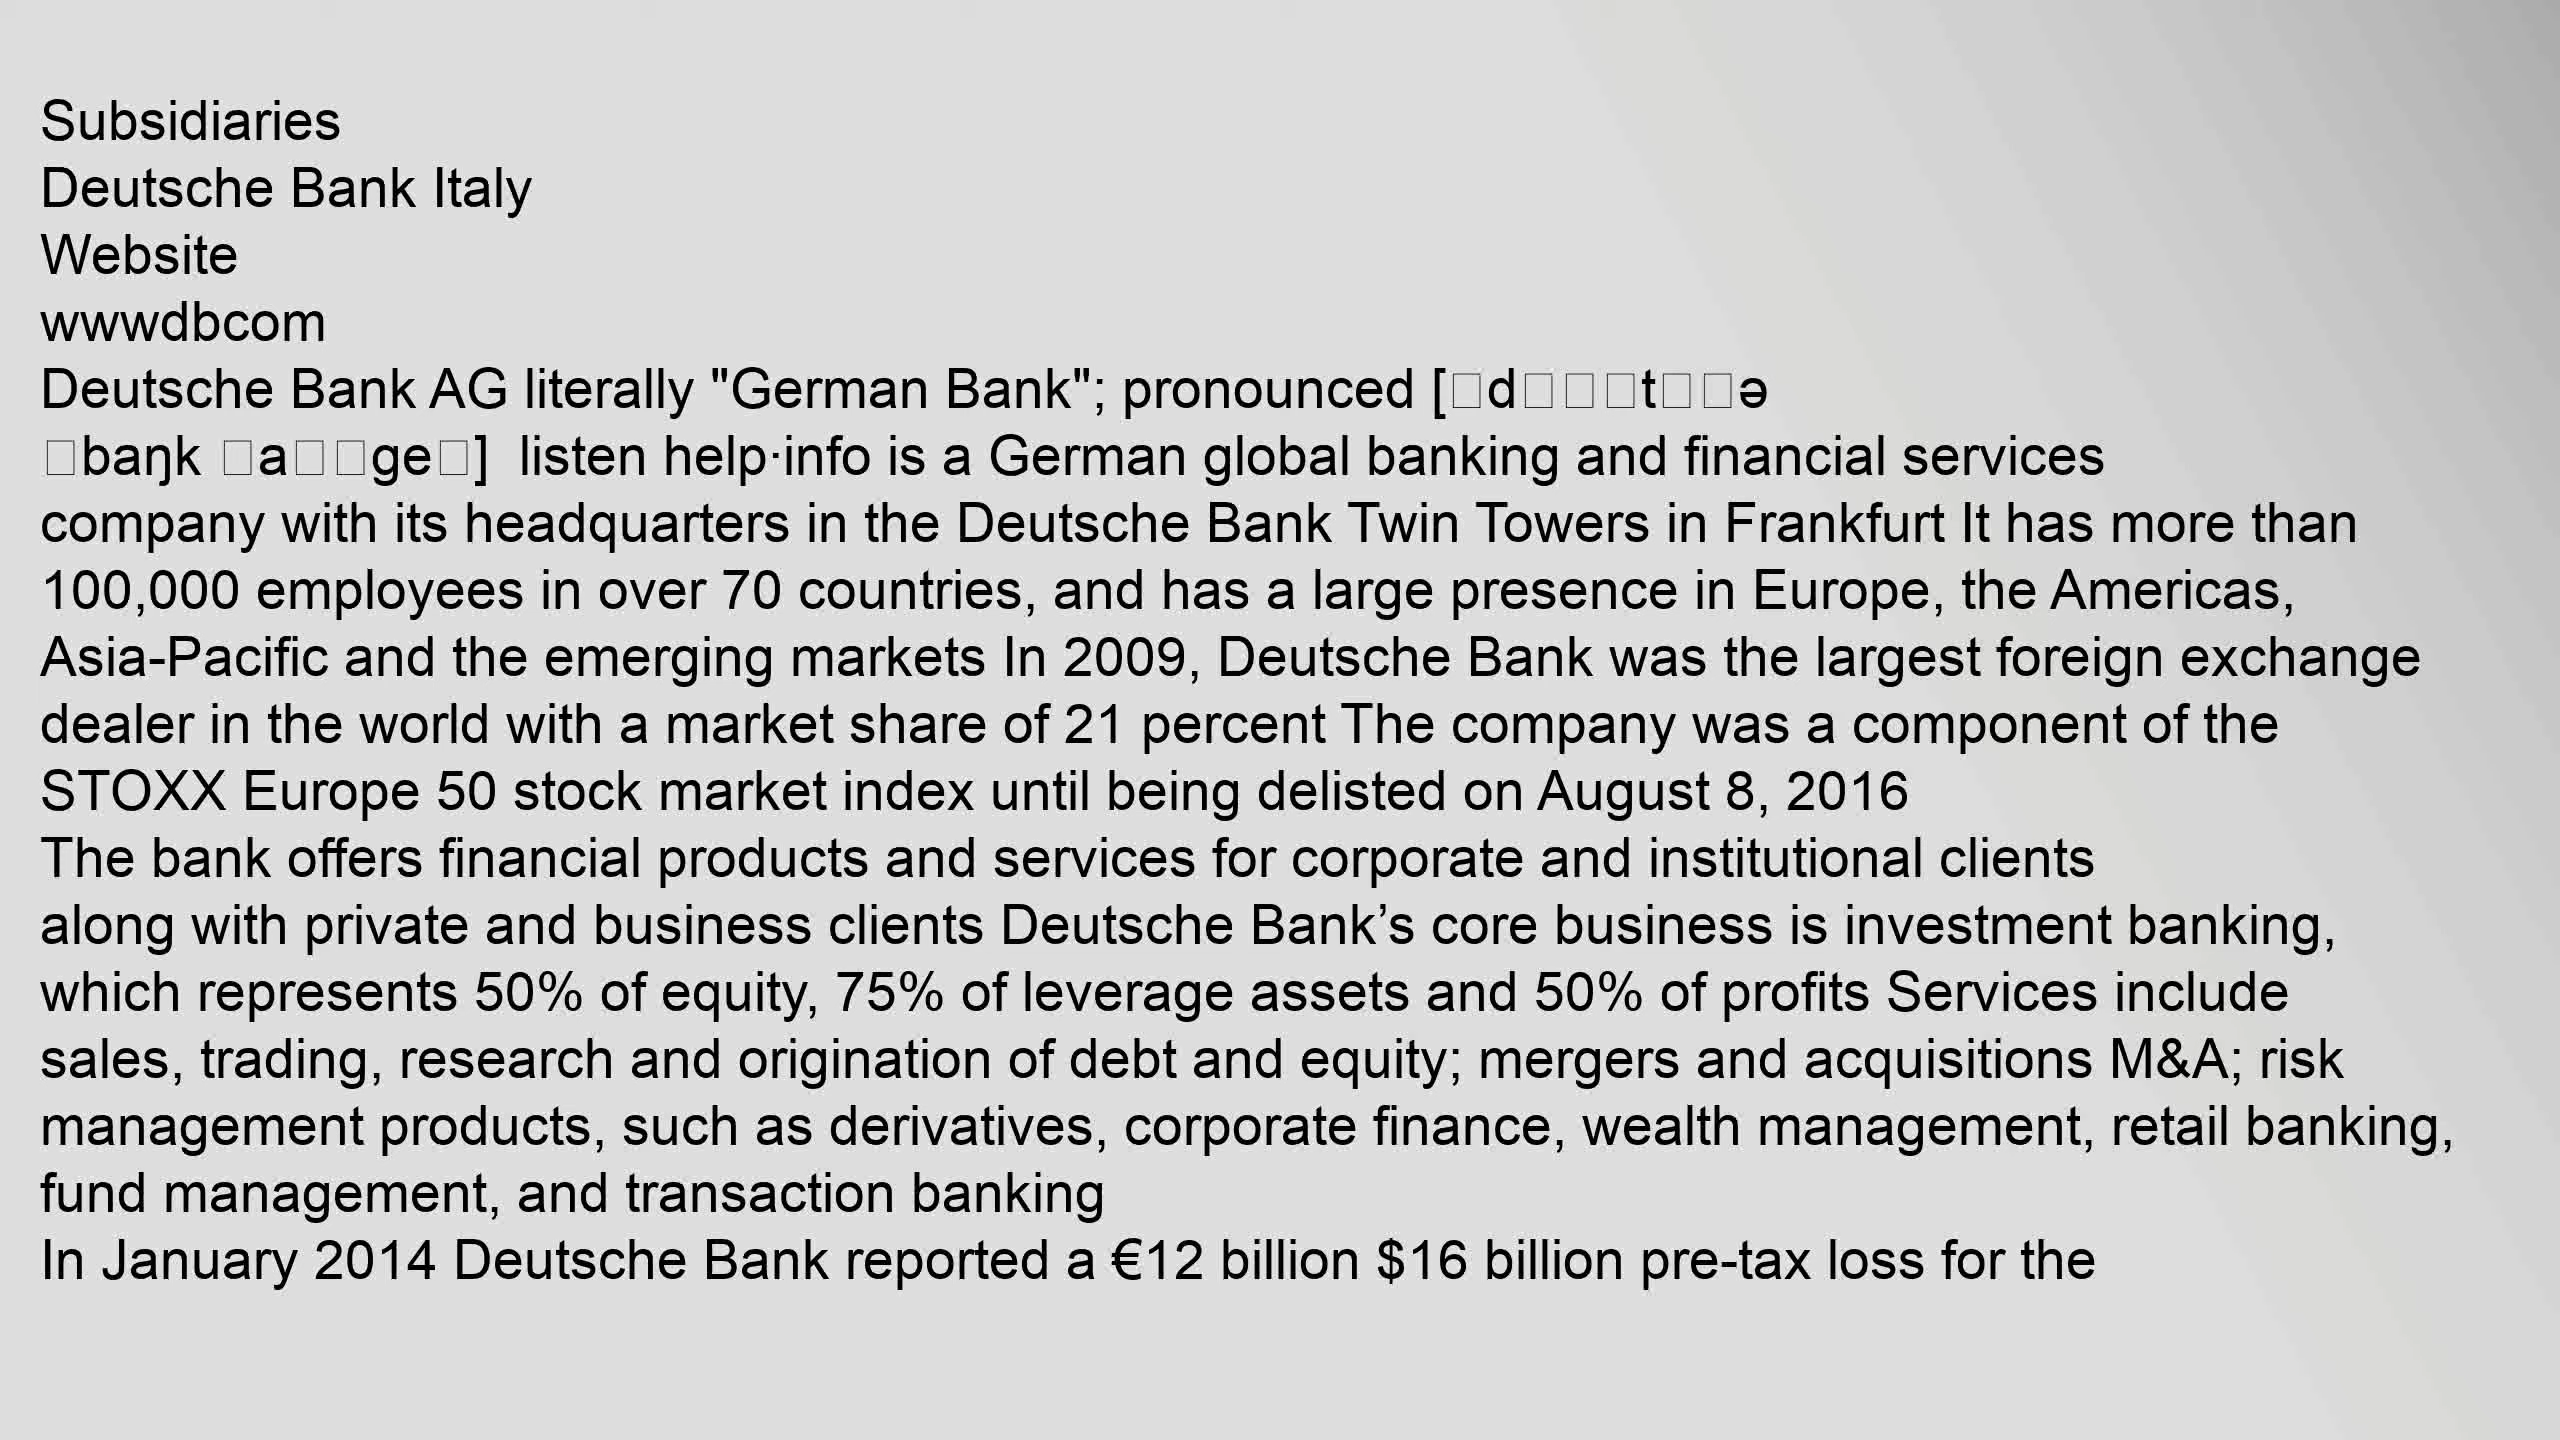 Subsidiaries
Deutsche Bank Italy
Website
wwwdbcom
Deutsche Bank AG literally "German Bank"; pronounced [□d□□□t□□ə
□baŋk □a□□ge□]  listen help·info is a German global banking and financial services
company with its headquarters in the Deutsche Bank Twin Towers in Frankfurt It has more than
100,000 employees in over 70 countries, and has a large presence in Europe, the Americas,
Asia-Pacific and the emerging markets In 2009, Deutsche Bank was the largest foreign exchange
dealer in the world with a market share of 21 percent The company was a component of the
STOXX Europe 50 stock market index until being delisted on August 8, 2016
The bank offers financial products and services for corporate and institutional clients
along with private and business clients Deutsche Bank’s core business is investment banking,
which represents 50% of equity, 75% of leverage assets and 50% of profits Services include
sales, trading, research and origination of debt and equity; mergers and acquisitions M&A; risk
management products, such as derivatives, corporate finance, wealth management, retail banking,
fund management, and transaction banking
In January 2014 Deutsche Bank reported a €12 billion $16 billion pre-tax loss for the